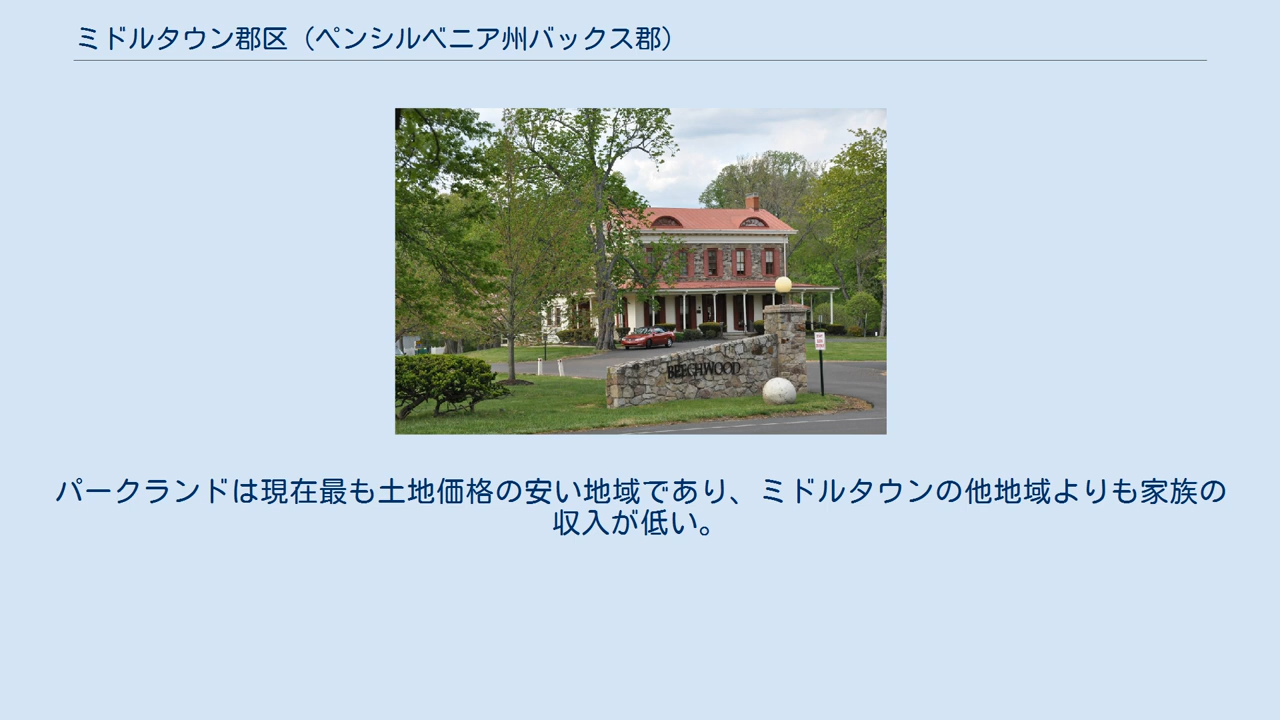 ミドルタウン郡区（ペンシルベニア州バックス郡）
BEECHWOOD
パークランドは現在最も土地価格の安い地域であり、ミドルタウンの他地域よりも家族の
収入が低い。